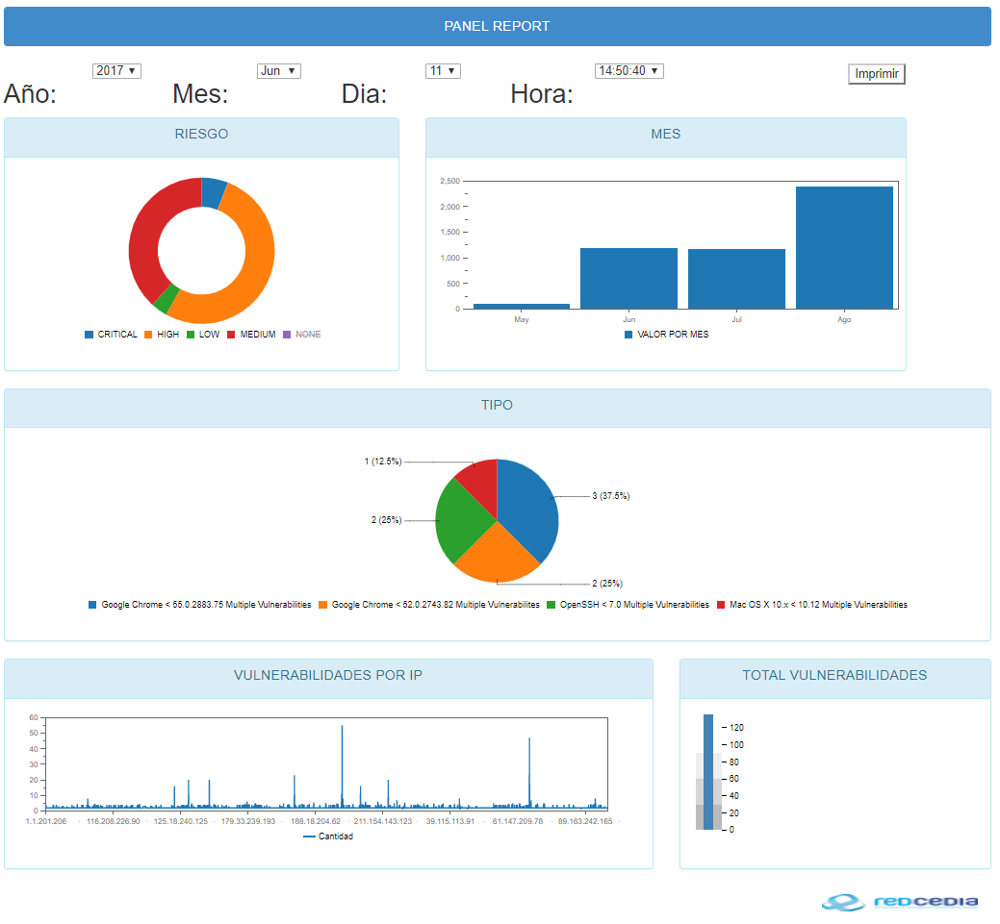 PANEL REPORT
Año: 2017 Mes: Jun Dia: 11 Hora: 14:50:40 Imprimir
RIESGO
CRITICAL HIGH LOW MEDIUM NONE
MES
2,500
2,000
1,500
1,000
500
0
May Jun Jul Ago
VALOR POR MES
TIPO
1 (12.5%)
3 (37.5%)
2 (25%)
2 (25%)
Google Chrome < 55.0.2883.75 Multiple Vulnerabilities Google Chrome < 52.0.2743.82 Multiple Vulnerabilites OpenSSH < 7.0 Multiple Vulnerabilities Mac OS X 10.x < 10.12 Multiple Vulnerabilities
VULNERABILIDADES POR IP
60
50
40
30
20
10
0
1.1.201.206 116.208.226.90 125.18.240.125 179.33.239.193 188.18.204.62 211.154.143.123 39.115.113.91 61.147.209.78 89.163.242.165
Cantidad
TOTAL VULNERABILIDADES
120
100
80
60
40
20
0
redcedia